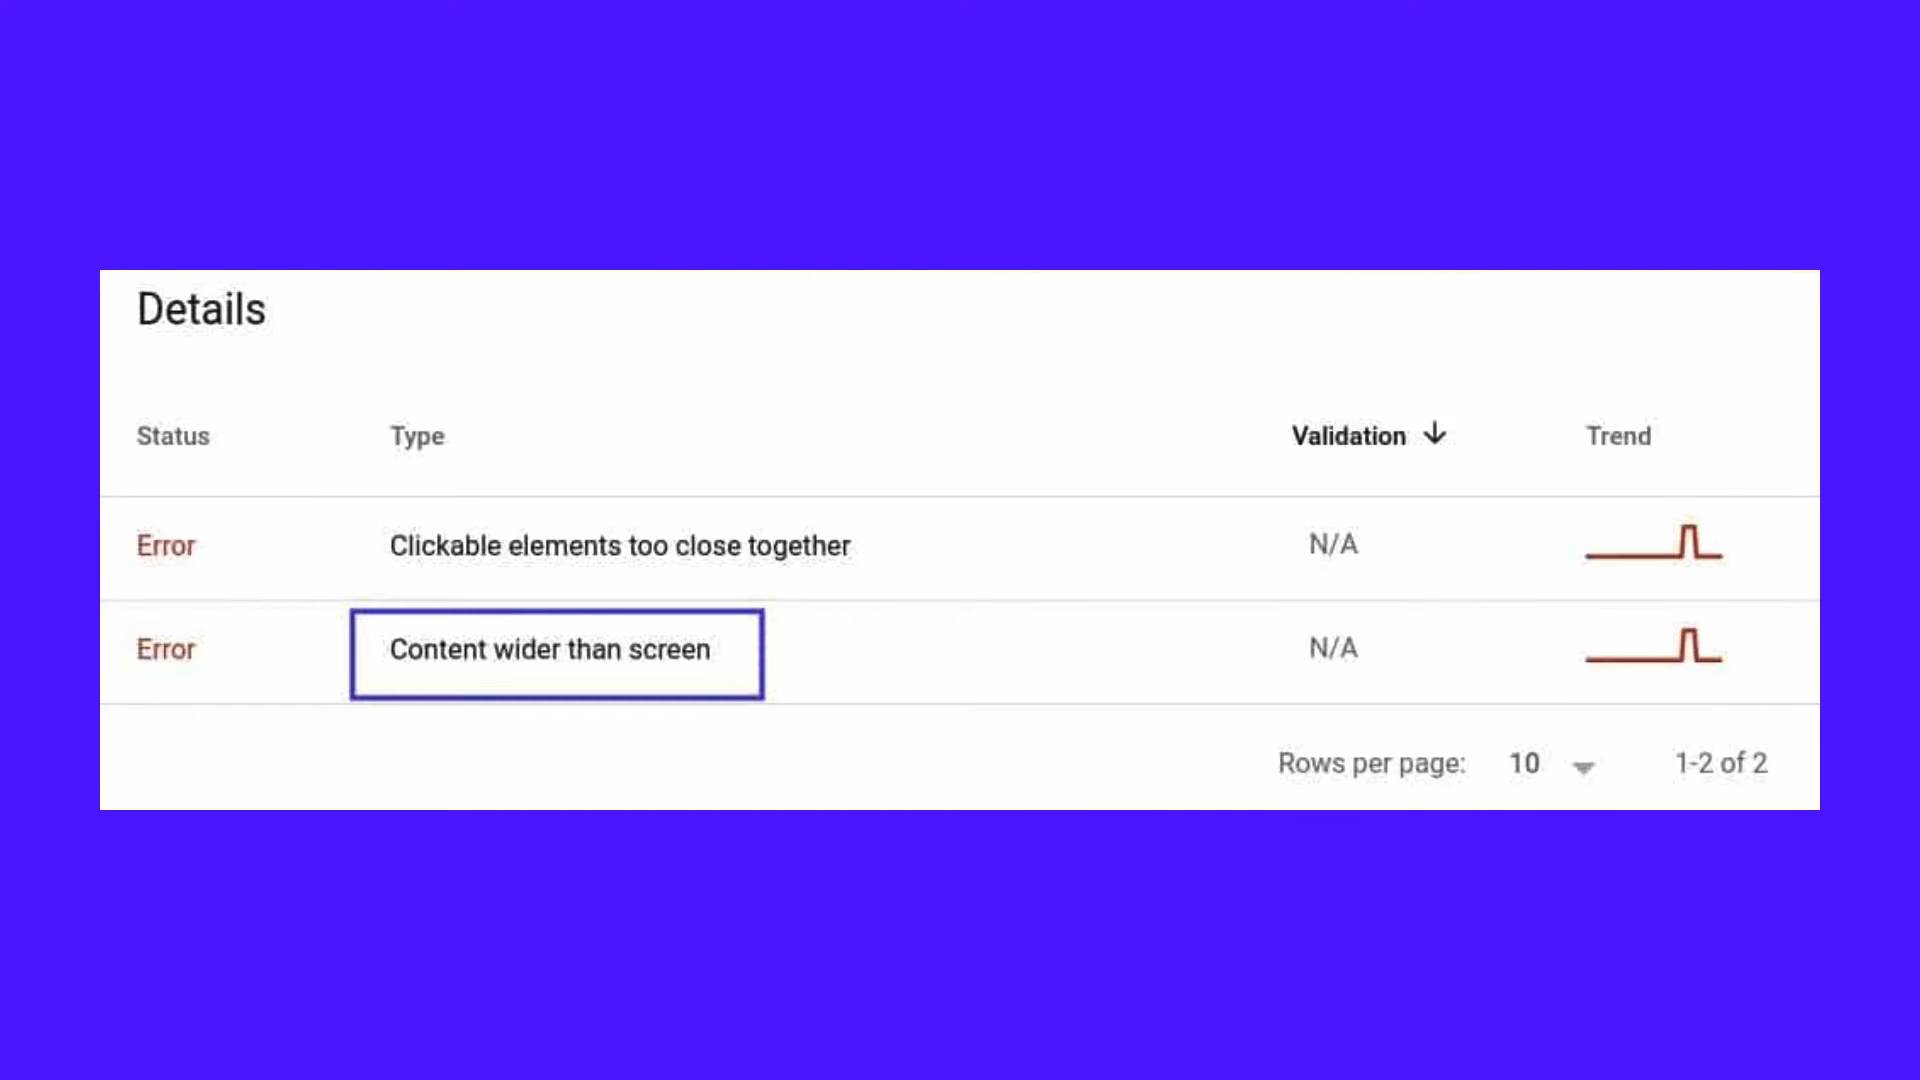 Details
Status Type Validation Trend
Error Clickable elements too close together N/A
Error Content wider than screen N/A
Rows per page: 10 1-2 of 2